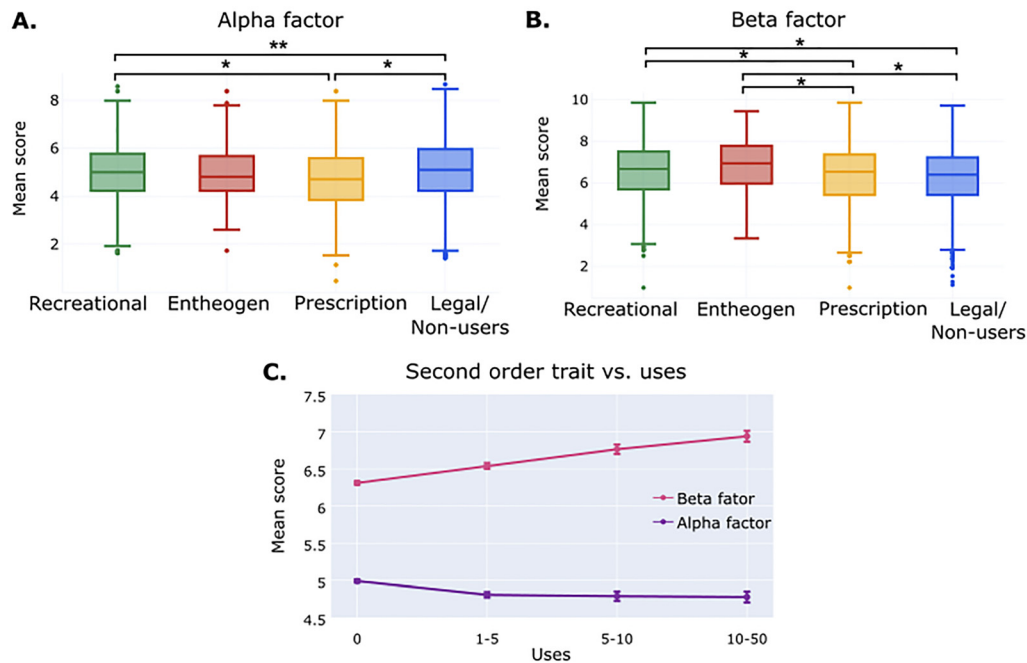 A.
Alpha factor
**
*
*
Mean score
8
6
4
2
Recreational
Entheogen
Prescription
Legal/
Non-users
B.
Beta factor
*
*
*
*
Mean score
10
8
6
4
2
Recreational
Entheogen
Prescription
Legal/
Non-users
C.
Second order trait vs. uses
Mean score
7.5
7
6.5
6
5.5
5
4.5
Beta fator
Alpha factor
0
1-5
5-10
10-50
Uses